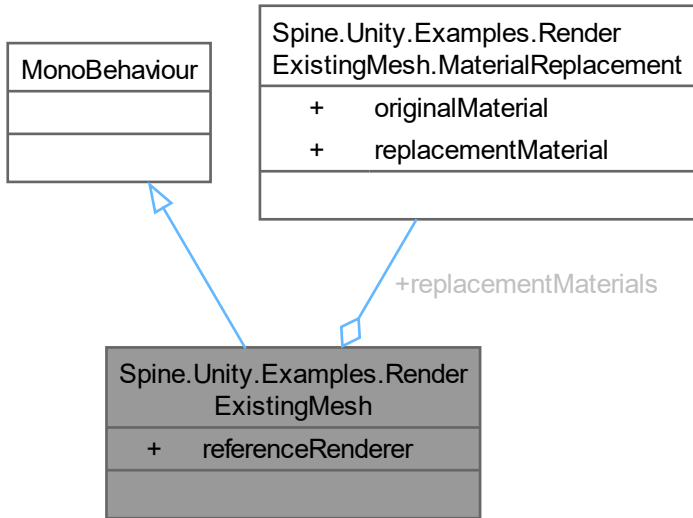 MonoBehaviour
Spine.Unity.Examples.Render
ExistingMesh.MaterialReplacement
+ originalMaterial
+ replacementMaterial
+replacementMaterials
Spine.Unity.Examples.Render
ExistingMesh
+ referenceRenderer